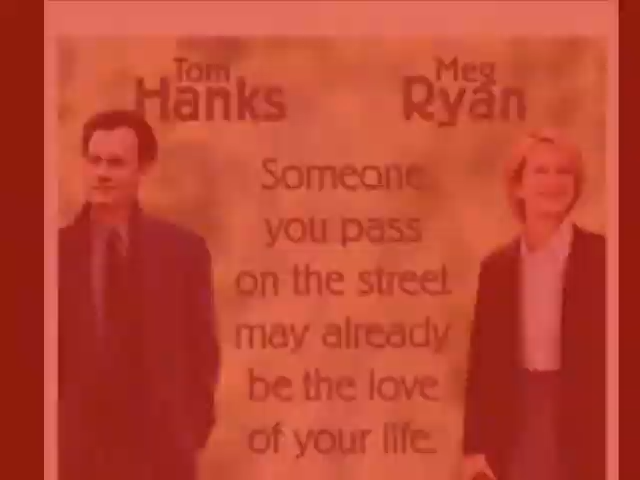 Tom Hanks
Meg Ryan
Someone
you pass
on the street
may already
be the love
of your life.